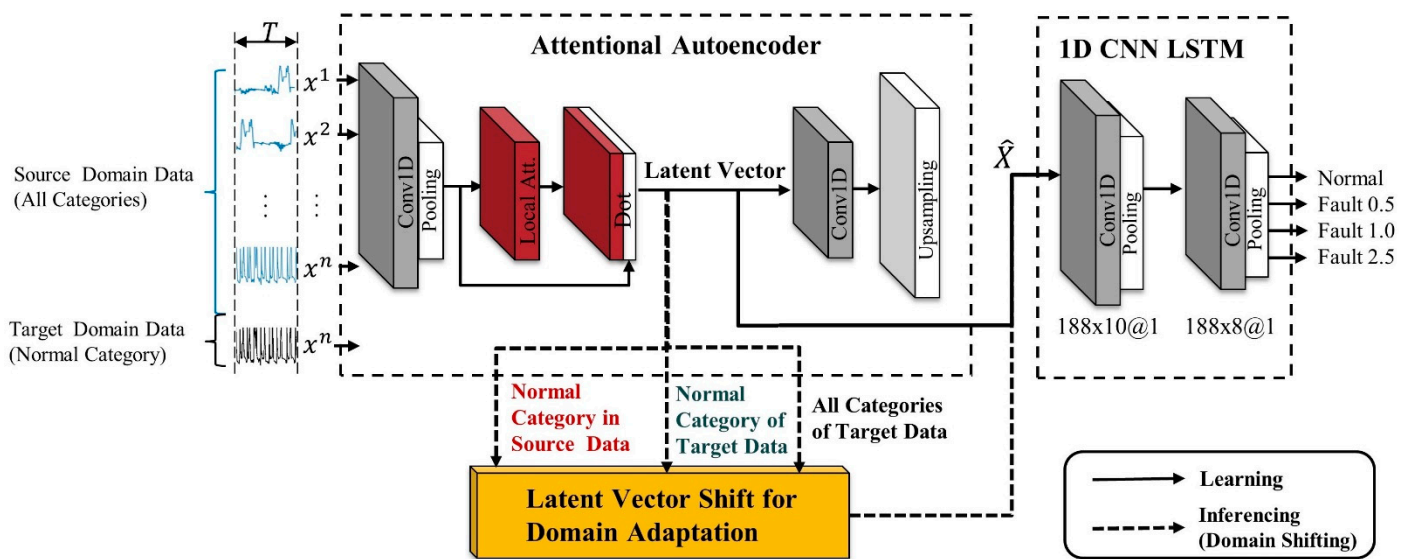 T
Attentional Autoencoder
1D CNN LSTM
x¹
x²
⋮
⋮
xⁿ
xⁿ
Source Domain Data
(All Categories)
Target Domain Data
(Normal Category)
Conv1D
Pooling
Local Att.
Dot
Latent Vector
Conv1D
Upsampling
X̂
Conv1D
Pooling
188x10@1
Conv1D
Pooling
188x8@1
Normal
Fault 0.5
Fault 1.0
Fault 2.5
Normal
Category in
Source Data
Normal
Category of
Target Data
All Categories
of Target Data
Latent Vector Shift for
Domain Adaptation
Learning
Inferencing
(Domain Shifting)